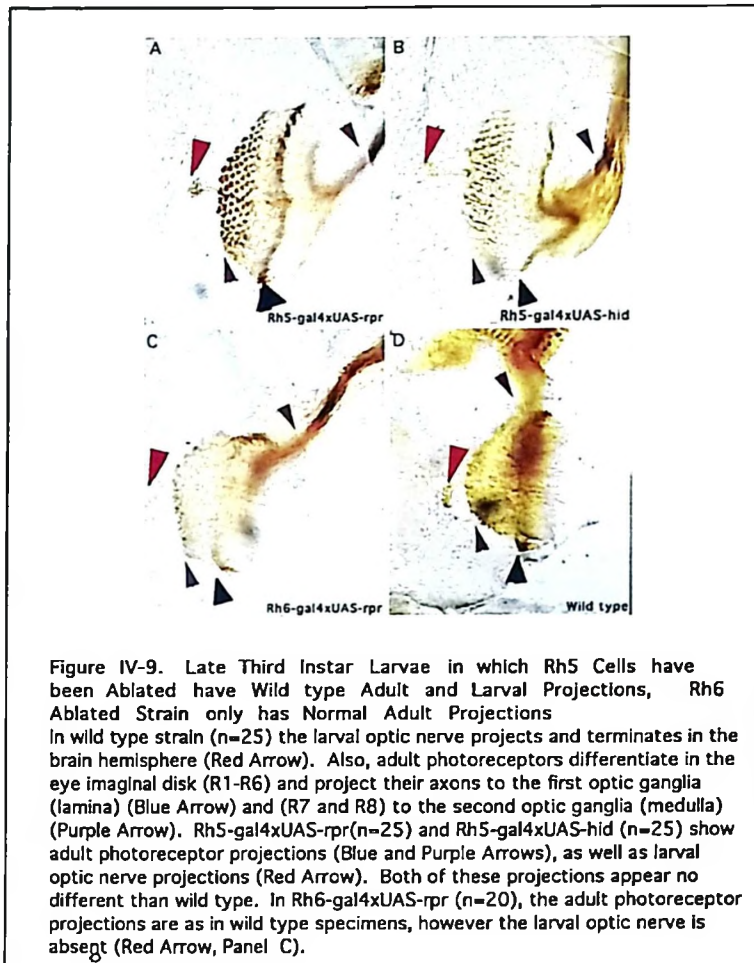 A
B
Rh5-gal4xUAS-rpr
Rh5-gal4xUAS-hid
C
D
Rh6-gal4xUAS-rpr
Wild type
Figure IV-9. Late Third Instar Larvae in which Rh5 Cells have
been Ablated have Wild type Adult and Larval Projections, Rh6
Ablated Strain only has Normal Adult Projections
In wild type strain (n=25) the larval optic nerve projects and terminates in the
brain hemisphere (Red Arrow). Also, adult photoreceptors differentiate in the
eye imaginal disk (R1-R6) and project their axons to the first optic ganglia
(lamina) (Blue Arrow) and (R7 and R8) to the second optic ganglia (medulla)
(Purple Arrow). Rh5-gal4xUAS-rpr(n=25) and Rh5-gal4xUAS-hid (n=25) show
adult photoreceptor projections (Blue and Purple Arrows), as well as larval
optic nerve projections (Red Arrow). Both of these projections appear no
different than wild type. In Rh6-gal4xUAS-rpr (n=20), the adult photoreceptor
projections are as in wild type specimens, however the larval optic nerve is
absent (Red Arrow, Panel C).